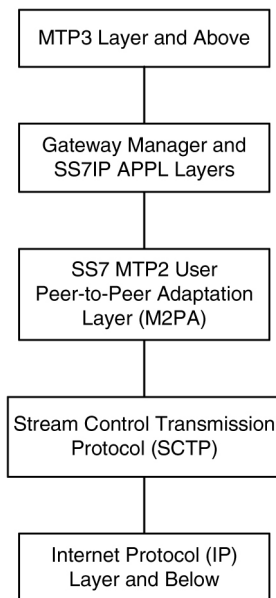 MTP3 Layer and Above
Gateway Manager and
SS7IP APPL Layers
SS7 MTP2 User
Peer-to-Peer Adaptation
Layer (M2PA)
Stream Control Transmission
Protocol (SCTP)
Internet Protocol (IP)
Layer and Below